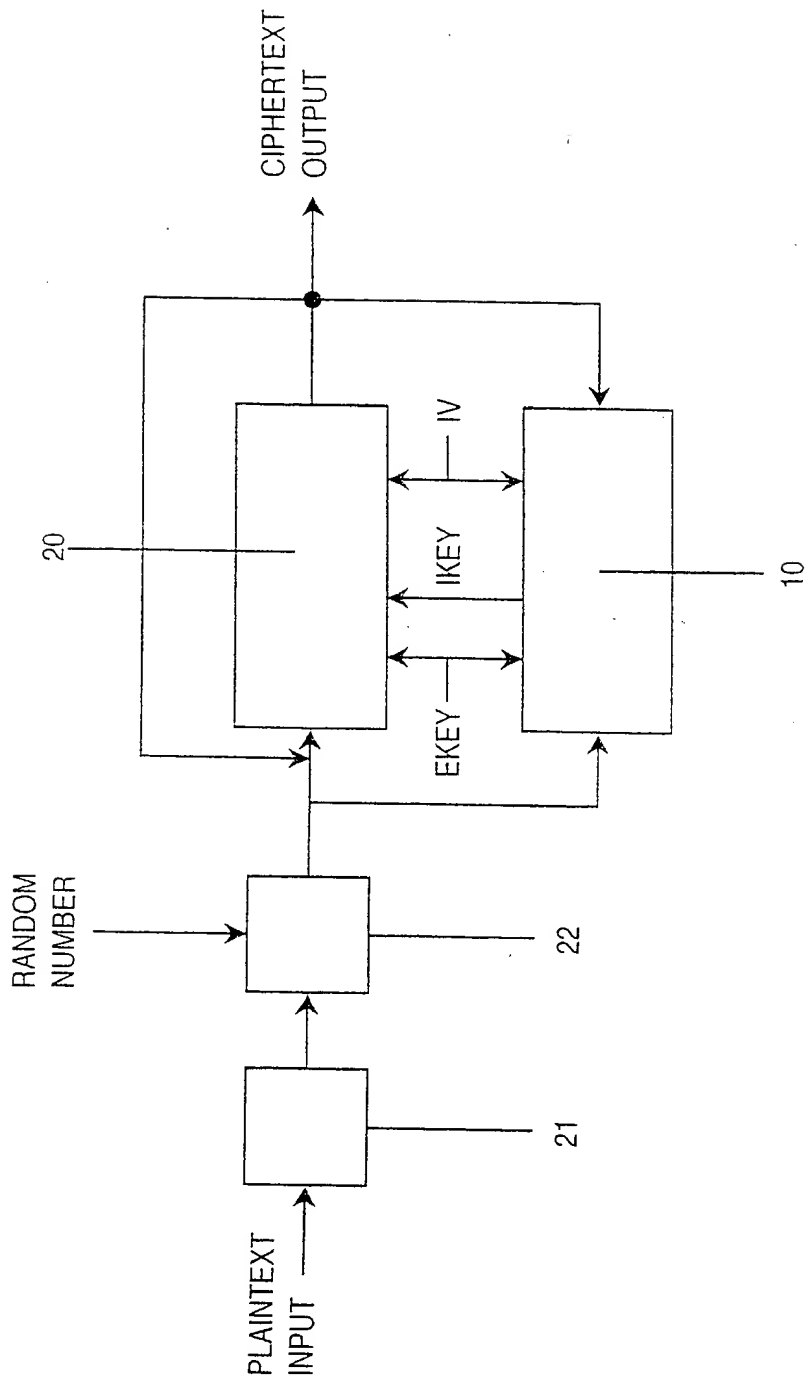 PLAINTEXT
INPUT
21
RANDOM
NUMBER
22
20
EKEY
IKEY
IV
10
CIPHERTEXT
OUTPUT